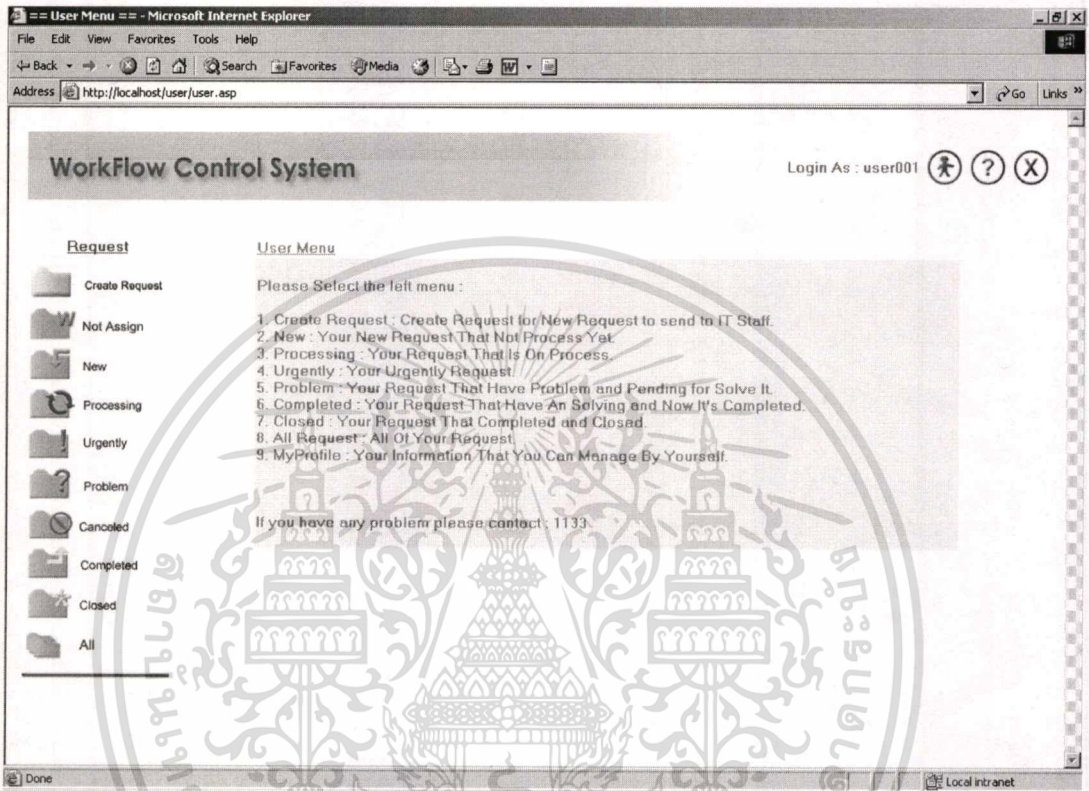 == User Menu == - Microsoft Internet Explorer
File Edit View Favorites Tools Help
Back Search Favorites Media
Address http://localhost/user/user.asp Go Links »
WorkFlow Control System
Login As : user001 ? X
Request
Create Request
Not Assign
New
Processing
Urgently
Problem
Canceled
Completed
Closed
All
User Menu
Please Select the left menu :
1. Create Request : Create Request for New Request to send to IT Staff.
2. New : Your New Request That Not Process Yet.
3. Processing : Your Request That Is On Process.
4. Urgently : Your Urgently Request.
5. Problem : Your Request That Have Problem and Pending for Solve It.
6. Completed : Your Request That Have An Solving and Now It's Completed.
7. Closed : Your Request That Completed and Closed.
8. All Request : All Of Your Request.
9. MyProfile : Your Information That You Can Manage By Yourself.
If you have any problem please contact : 1133
Done
Local intranet